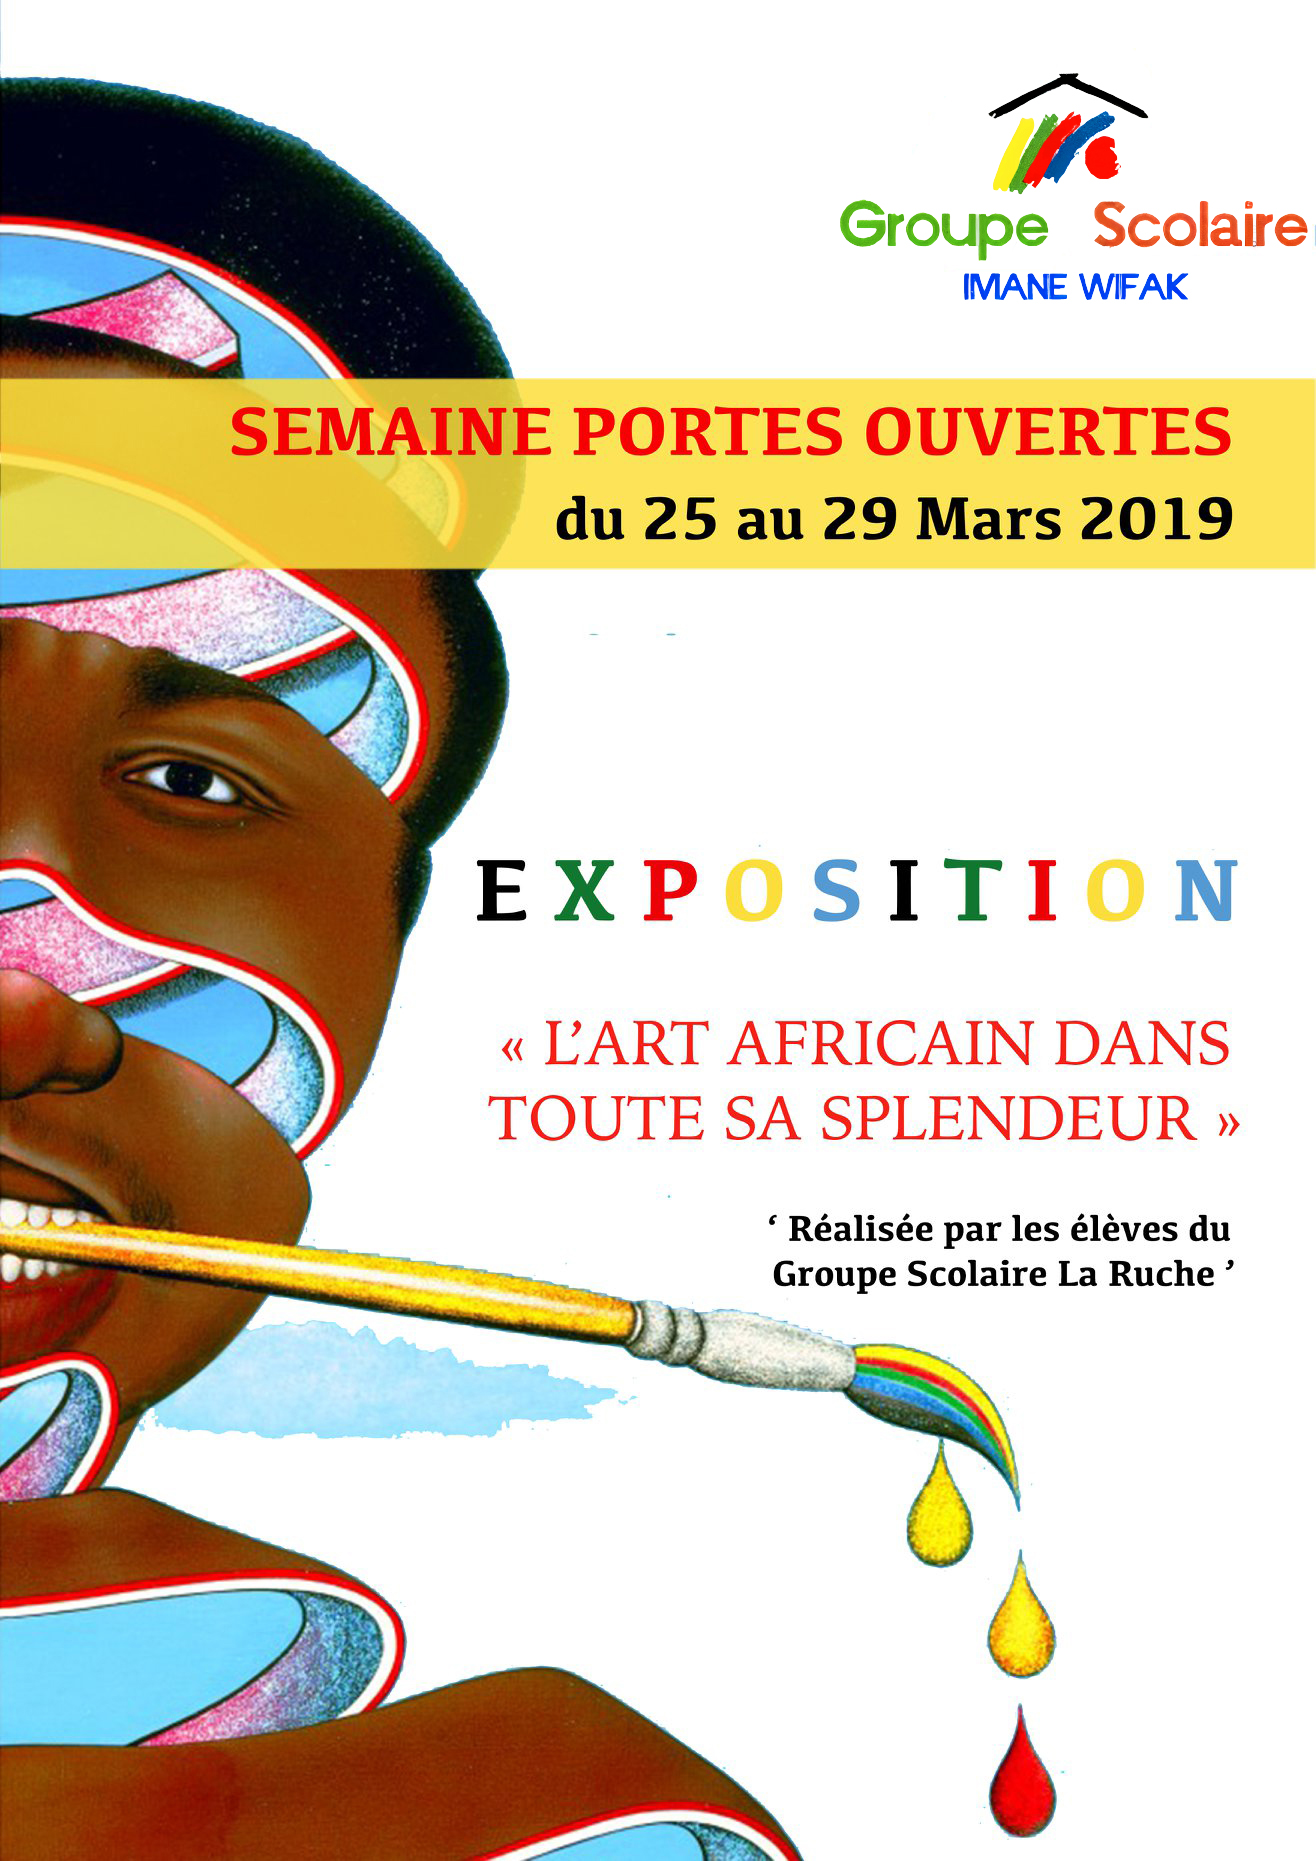 Groupe Scolaire
IMANE WIFAK
SEMAINE PORTES OUVERTES
du 25 au 29 Mars 2019
EXPOSITION
« L’ART AFRICAIN DANS
TOUTE SA SPLENDEUR »
‘ Réalisée par les élèves du
Groupe Scolaire La Ruche ’